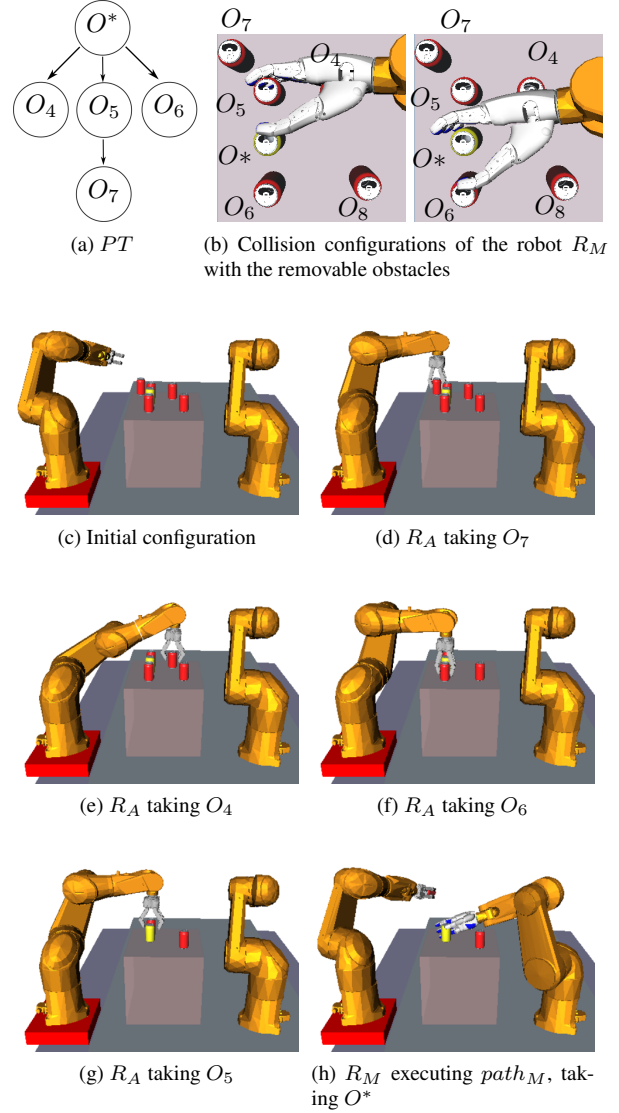 O*
O4 O5 O6
O7
(a) PT
O7
O4
O5
O*
O6
O8
O7
O4
O5
O*
O6
O8
(b) Collision configurations of the robot RM
with the removable obstacles
(c) Initial configuration
(d) RA taking O7
(e) RA taking O4
(f) RA taking O6
(g) RA taking O5
(h) RM executing pathM, tak-
ing O*